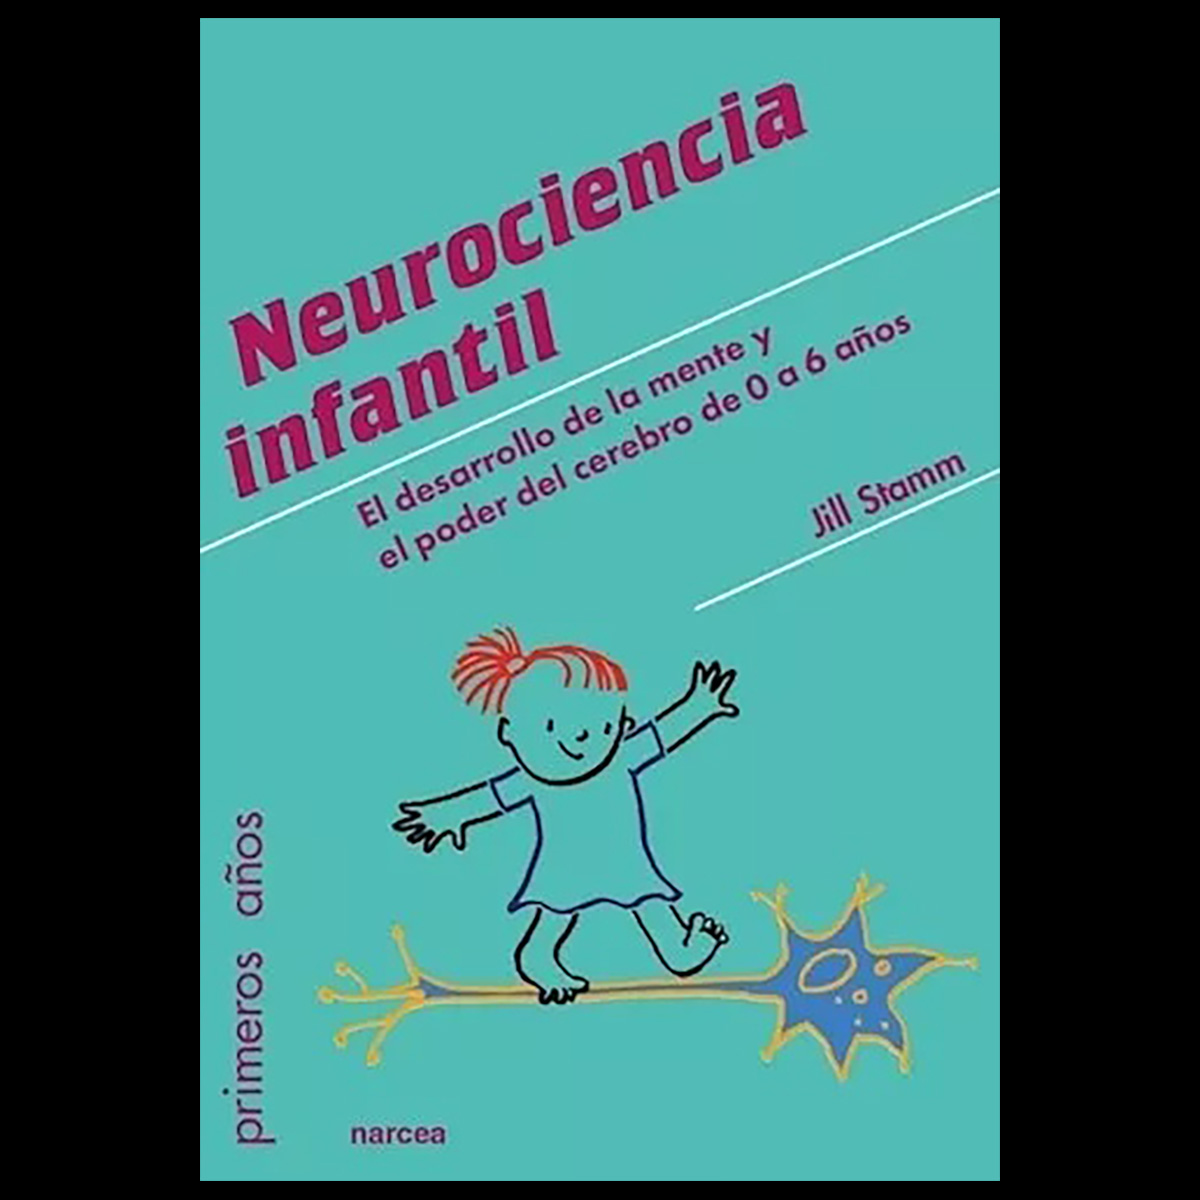 Neurociencia
infantil
El desarrollo de la mente y
el poder del cerebro de 0 a 6 años
Jill Stamm
primeros años
narcea